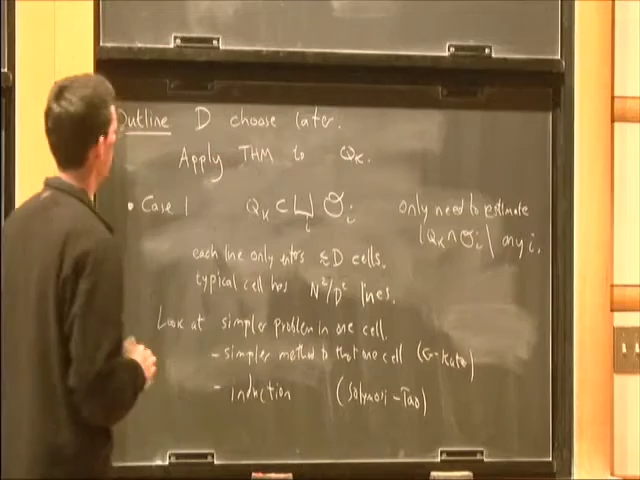 Outline D choose later.
Apply THM to Q_K.
• Case 1 Q_K ⊂ ⊔_i O_i only need to estimate
|Q_K ∩ O_i| any i.
each line only enters ≲D cells.
typical cell has N²/D² lines.
Look at simpler problem in one cell.
- simpler method to that one cell (G-Katz)
- induction (Solymosi-Tao)